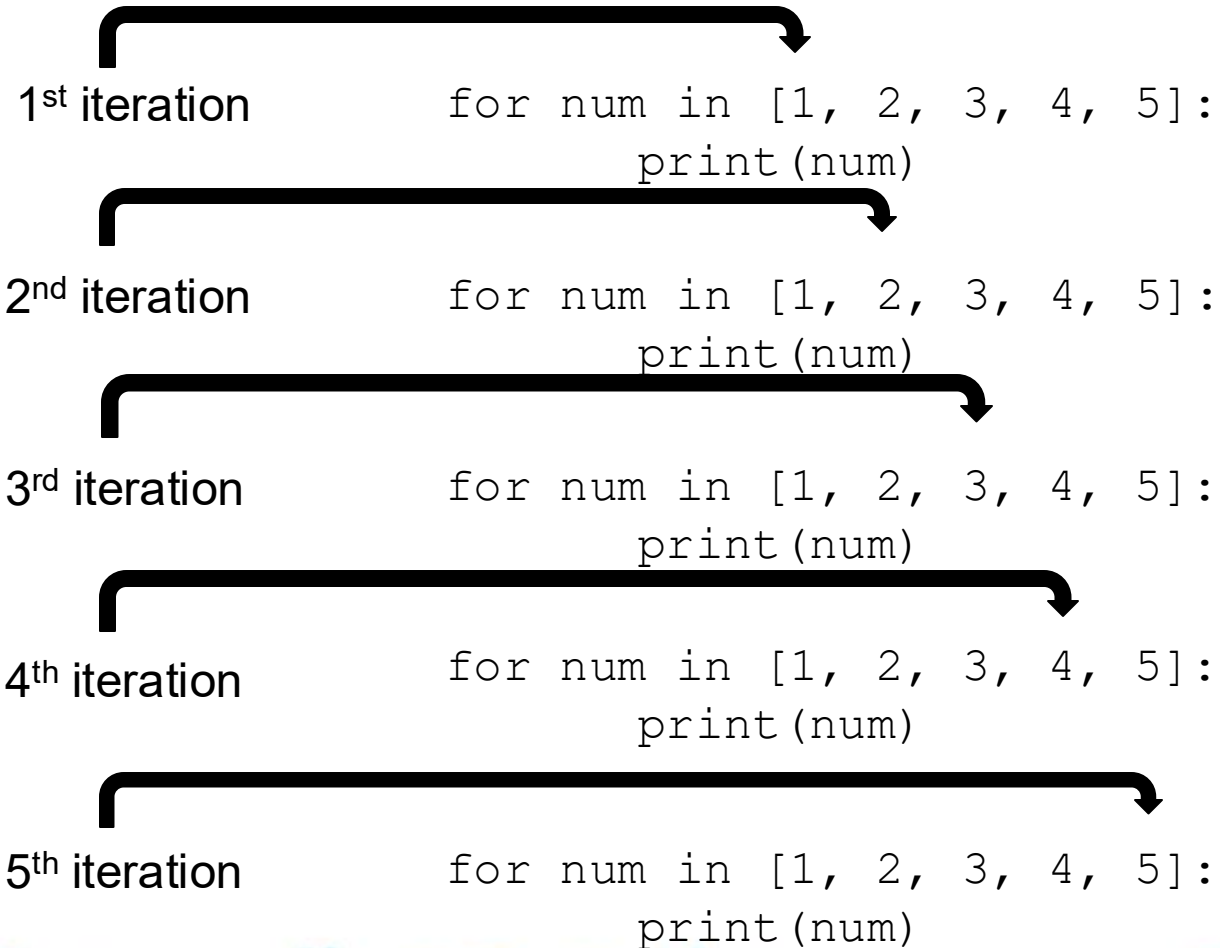 1st iteration for num in [1, 2, 3, 4, 5]:
print(num)
2nd iteration for num in [1, 2, 3, 4, 5]:
print(num)
3rd iteration for num in [1, 2, 3, 4, 5]:
print(num)
4th iteration for num in [1, 2, 3, 4, 5]:
print(num)
5th iteration for num in [1, 2, 3, 4, 5]:
print(num)